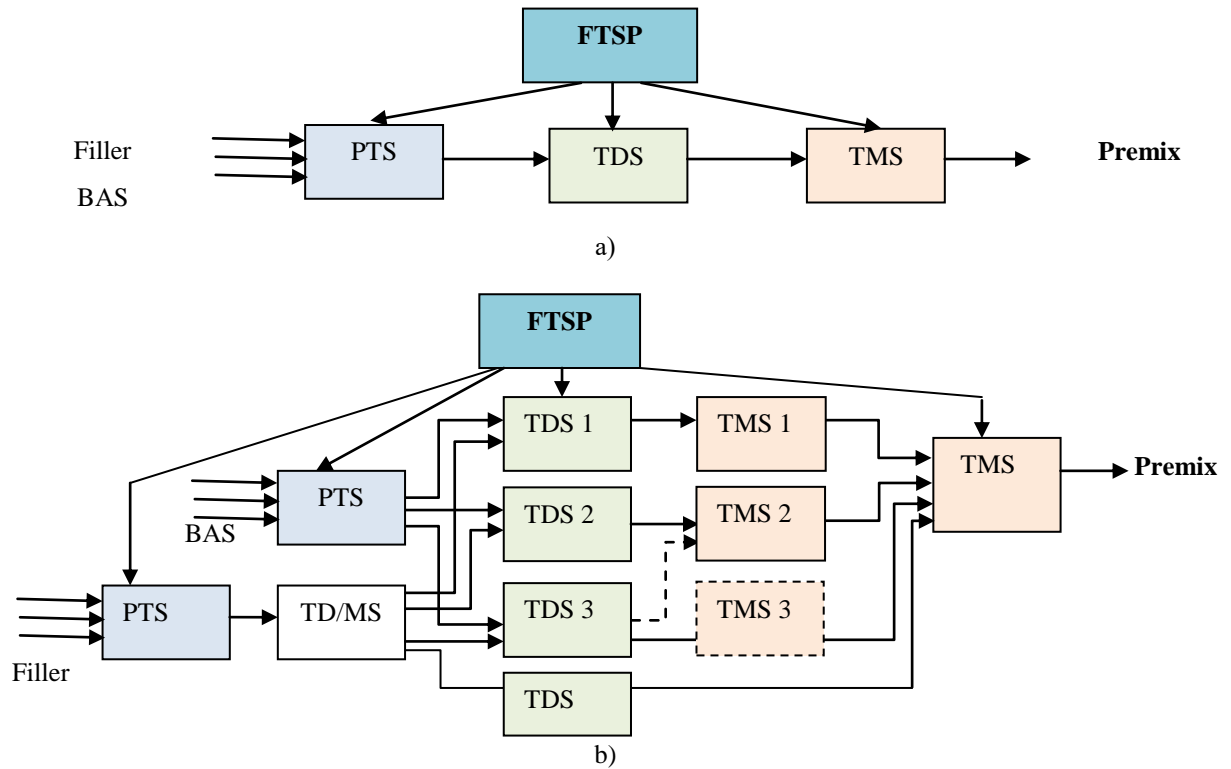 FTSP
Filler
BAS
PTS
TDS
TMS
Premix
a)
FTSP
TDS 1
TMS 1
PTS
TMS
Premix
BAS
TDS 2
TMS 2
PTS
TD/MS
TDS 3
TMS 3
Filler
TDS
b)